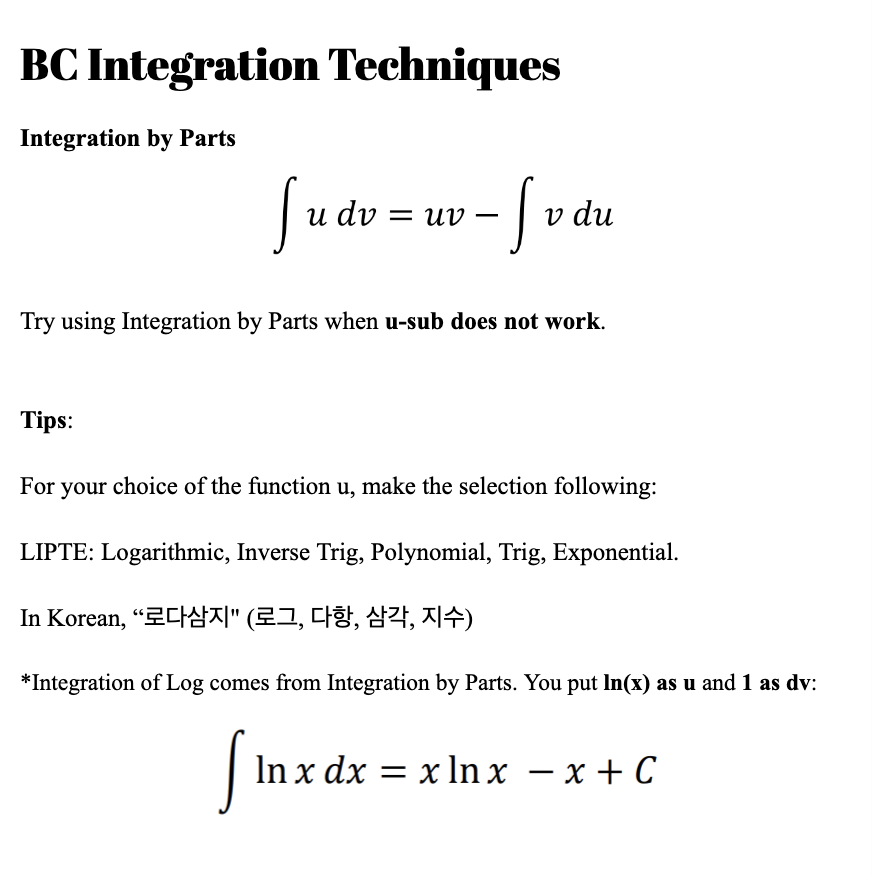 BC Integration Techniques
Integration by Parts
∫ u dv = uv − ∫ v du
Try using Integration by Parts when u-sub does not work.
Tips:
For your choice of the function u, make the selection following:
LIPTE: Logarithmic, Inverse Trig, Polynomial, Trig, Exponential.
In Korean, “로다삼지" (로그, 다항, 삼각, 지수)
*Integration of Log comes from Integration by Parts. You put ln(x) as u and 1 as dv:
∫ ln x dx = x ln x − x + C